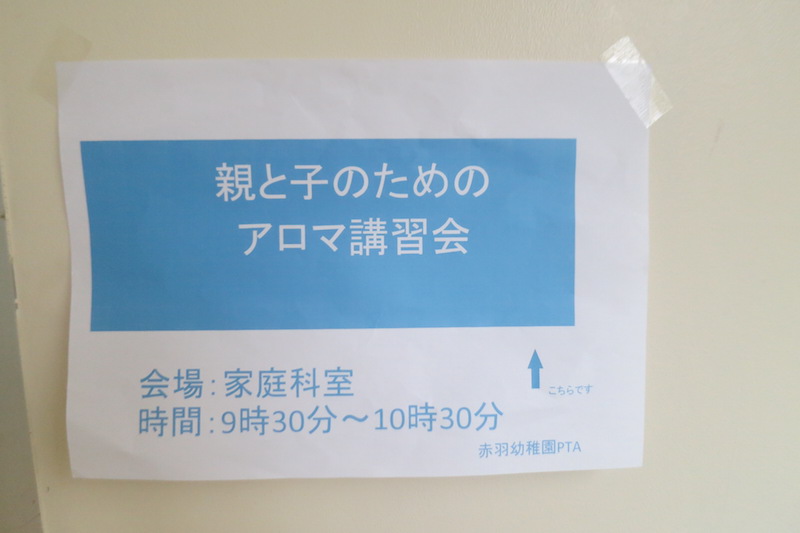 親と子のための
アロマ講習会
会場：家庭科室
こちらです
時間：9時30分～10時30分
赤羽幼稚園PTA